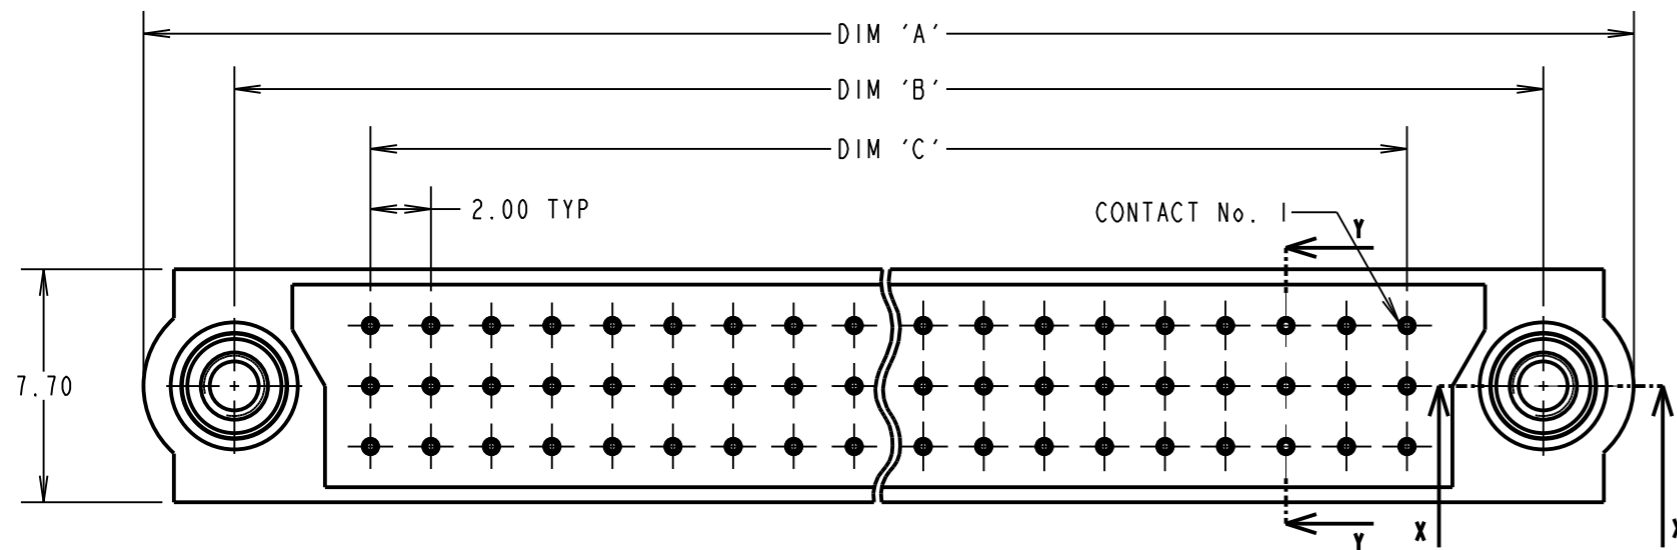 DIM 'A'
DIM 'B'
DIM 'C'
2.00 TYP
CONTACT No. 1
Y
7.70
X
X
Y